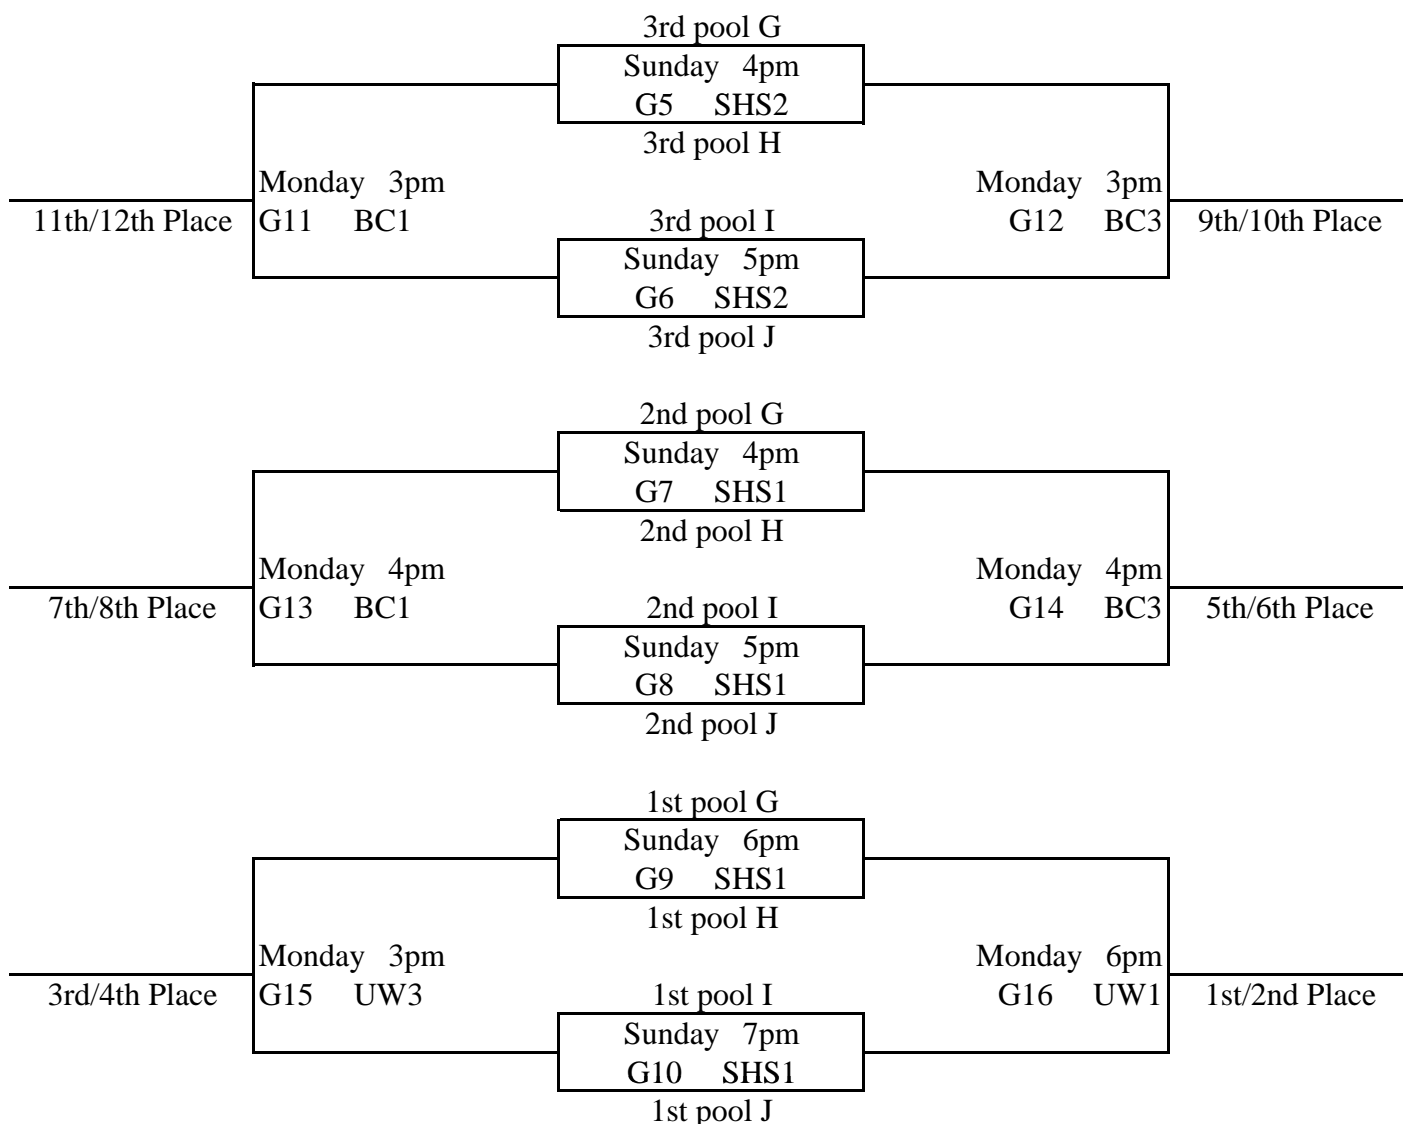 3rd pool G
Sunday 4pm
G5 SHS2
3rd pool H
Monday 3pm
Monday 3pm
11th/12th Place
G11 BC1
3rd pool I
G12 BC3
9th/10th Place
Sunday 5pm
G6 SHS2
3rd pool J
2nd pool G
Sunday 4pm
G7 SHS1
2nd pool H
Monday 4pm
Monday 4pm
7th/8th Place
G13 BC1
2nd pool I
G14 BC3
5th/6th Place
Sunday 5pm
G8 SHS1
2nd pool J
1st pool G
Sunday 6pm
G9 SHS1
1st pool H
Monday 3pm
Monday 6pm
3rd/4th Place
G15 UW3
1st pool I
G16 UW1
1st/2nd Place
Sunday 7pm
G10 SHS1
1st pool J